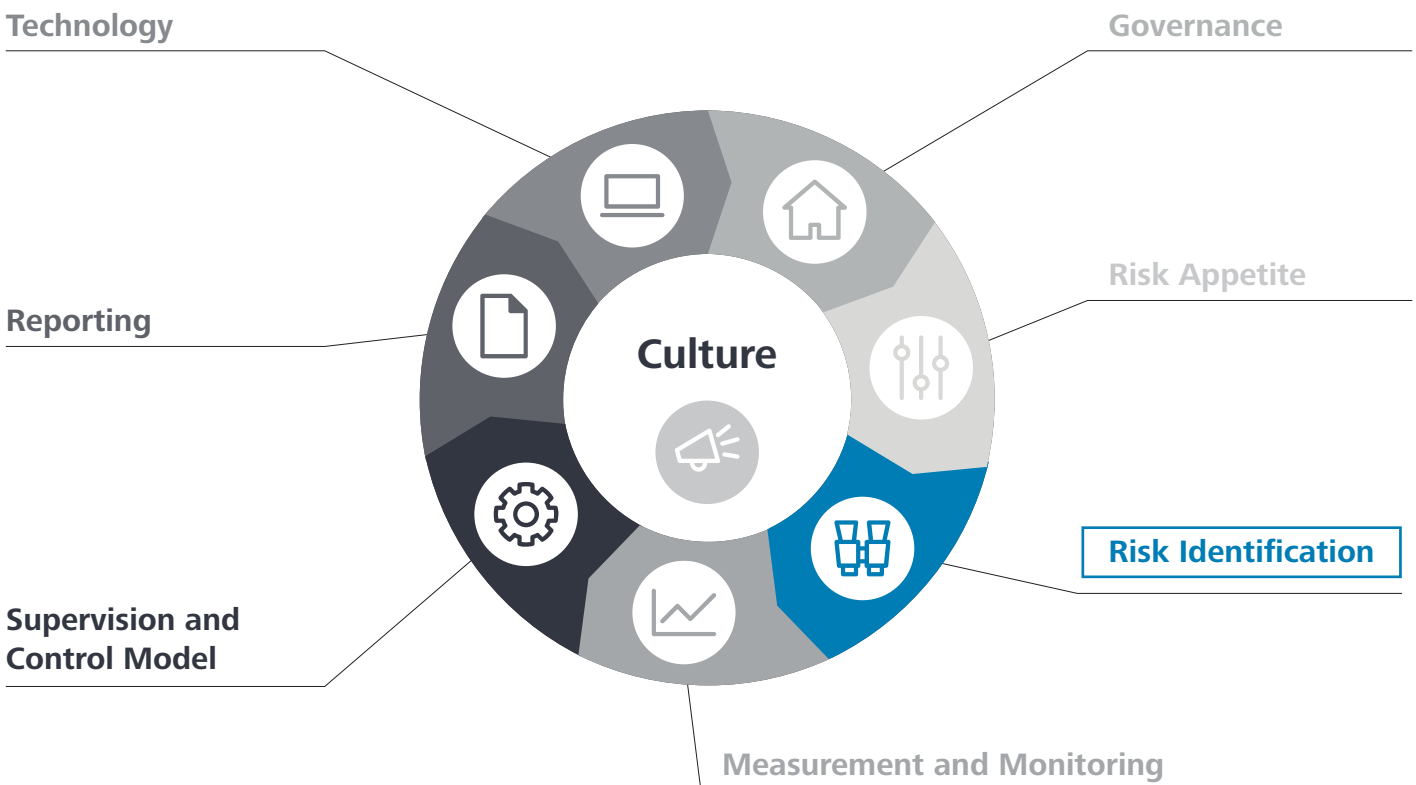 Technology
Governance
Risk Appetite
Reporting
Culture
Risk Identification
Supervision and
Control Model
Measurement and Monitoring